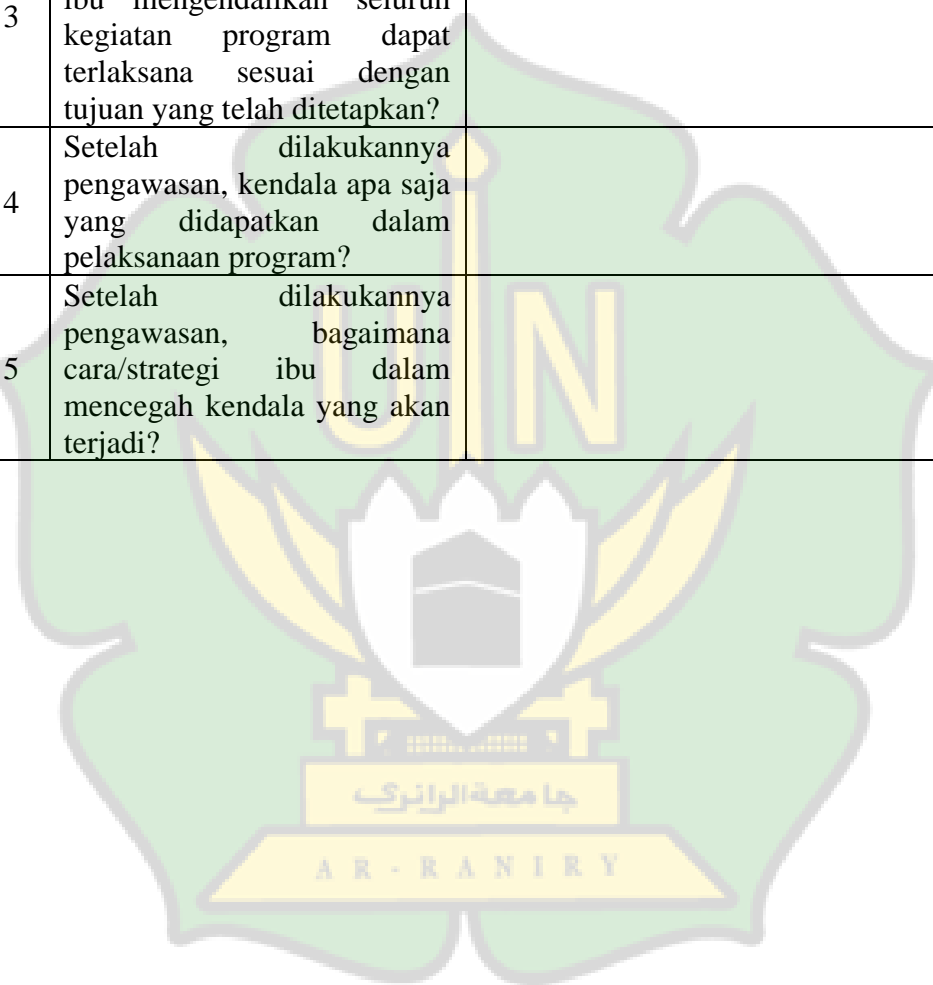 3
ibu mengendalikan seluruh
kegiatan program dapat
terlaksana sesuai dengan
tujuan yang telah ditetapkan?
4
Setelah dilakukannya
pengawasan, kendala apa saja
yang didapatkan dalam
pelaksanaan program?
5
Setelah dilakukannya
pengawasan, bagaimana
cara/strategi ibu dalam
mencegah kendala yang akan
terjadi?
UIN
جامعة الرانري
AR-RANIRY